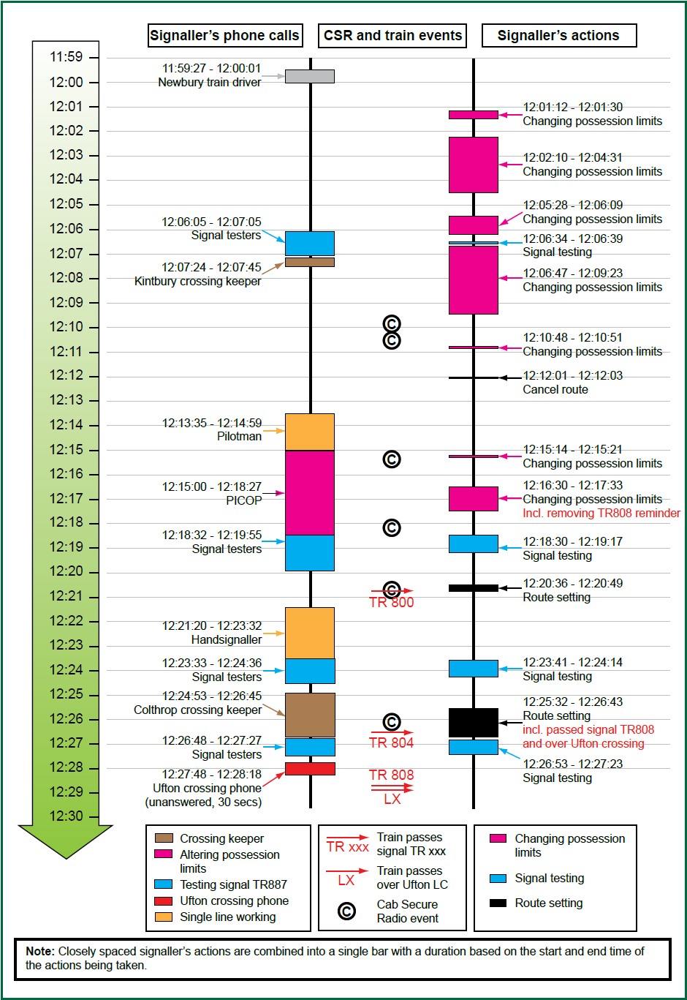 Signaller's phone calls
CSR and train events
Signaller's actions
11:59
12:00
12:01
12:02
12:03
12:04
12:05
12:06
12:07
12:08
12:09
12:10
12:11
12:12
12:13
12:14
12:15
12:16
12:17
12:18
12:19
12:20
12:21
12:22
12:23
12:24
12:25
12:26
12:27
12:28
12:29
12:30
11:59:27 - 12:00:01
Newbury train driver
12:06:05 - 12:07:05
Signal testers
12:07:24 - 12:07:45
Kintbury crossing keeper
12:13:35 - 12:14:59
Pilotman
12:15:00 - 12:18:27
PICOP
12:18:32 - 12:19:55
Signal testers
12:21:20 - 12:23:32
Handsignaller
12:23:33 - 12:24:36
Signal testers
12:24:53 - 12:26:45
Colthrop crossing keeper
12:26:48 - 12:27:27
Signal testers
12:27:48 - 12:28:18
Ufton crossing phone
(unanswered, 30 secs)
C
C
C
C
C
TR 800
C
TR 804
TR 808
LX
12:01:12 - 12:01:30
Changing possession limits
12:02:10 - 12:04:31
Changing possession limits
12:05:28 - 12:06:09
Changing possession limits
12:06:34 - 12:06:39
Signal testing
12:06:47 - 12:09:23
Changing possession limits
12:10:48 - 12:10:51
Changing possession limits
12:12:01 - 12:12:03
Cancel route
12:15:14 - 12:15:21
Changing possession limits
12:16:30 - 12:17:33
Changing possession limits
Incl. removing TR808 reminder
12:18:30 - 12:19:17
Signal testing
12:20:36 - 12:20:49
Route setting
12:23:41 - 12:24:14
Signal testing
12:25:32 - 12:26:43
Route setting
incl. passed signal TR808
and over Ufton crossing
12:26:53 - 12:27:23
Signal testing
Crossing keeper
Altering possession
limits
Testing signal TR887
Ufton crossing phone
Single line working
TR xxx
Train passes
signal TR xxx
LX
Train passes
over Ufton LC
C
Cab Secure
Radio event
Changing possession
limits
Signal testing
Route setting
Note: Closely spaced signaller's actions are combined into a single bar with a duration based on the start and end time of
the actions being taken.